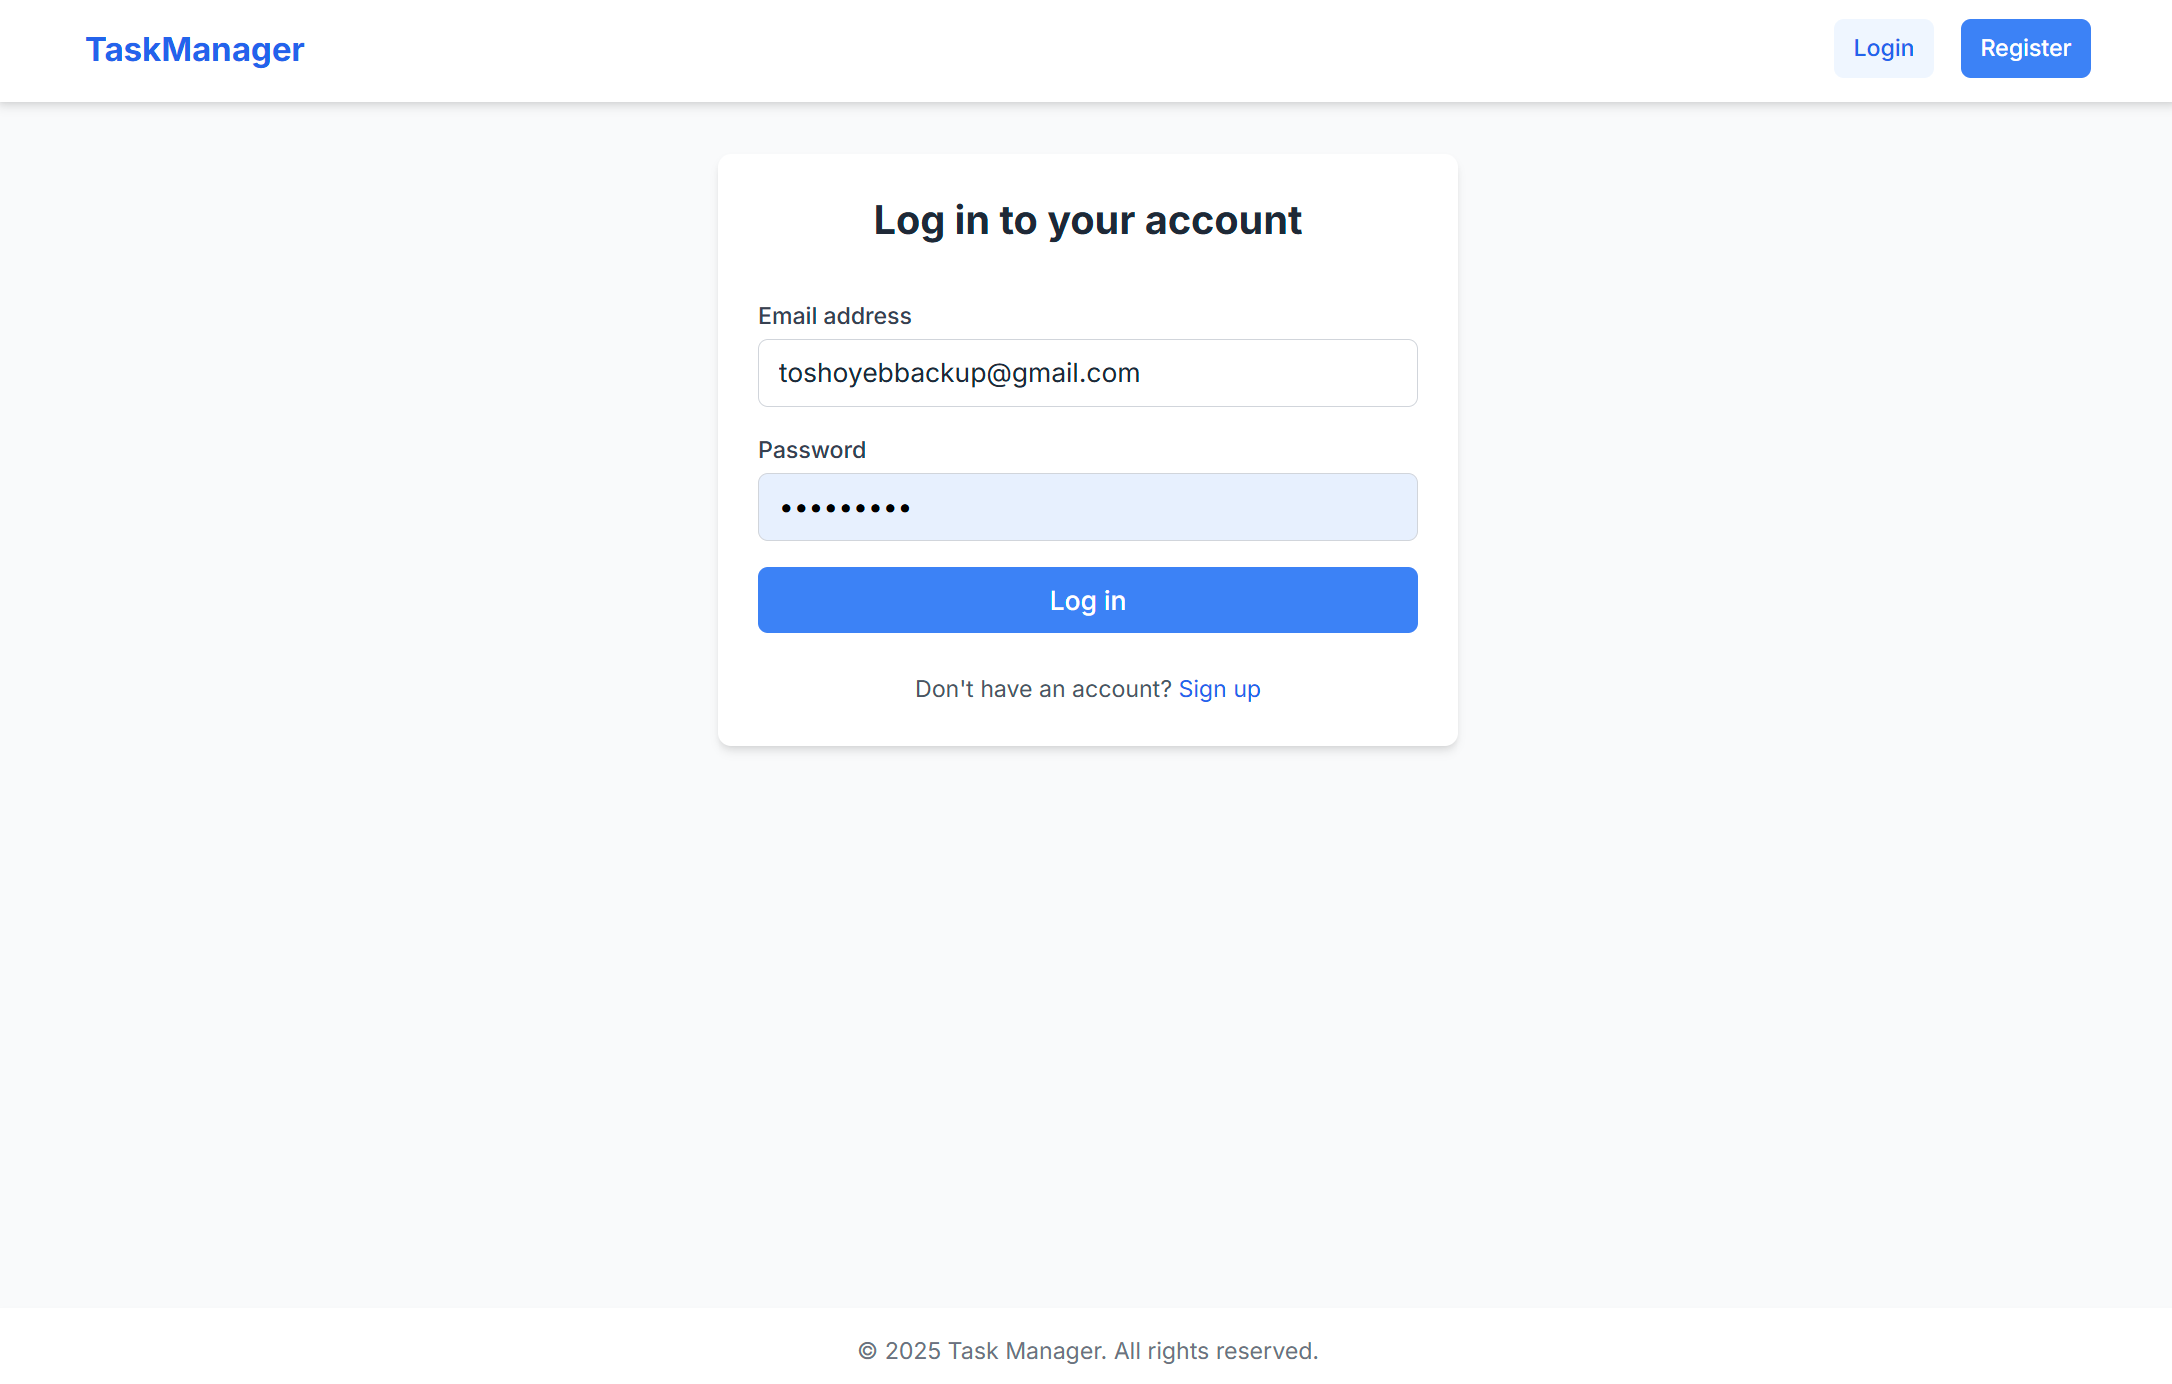 TaskManager
Login
Register
Log in to your account
Email address
toshoyebbackup@gmail.com
Password
•••••••••
Log in
Don't have an account? Sign up
© 2025 Task Manager. All rights reserved.